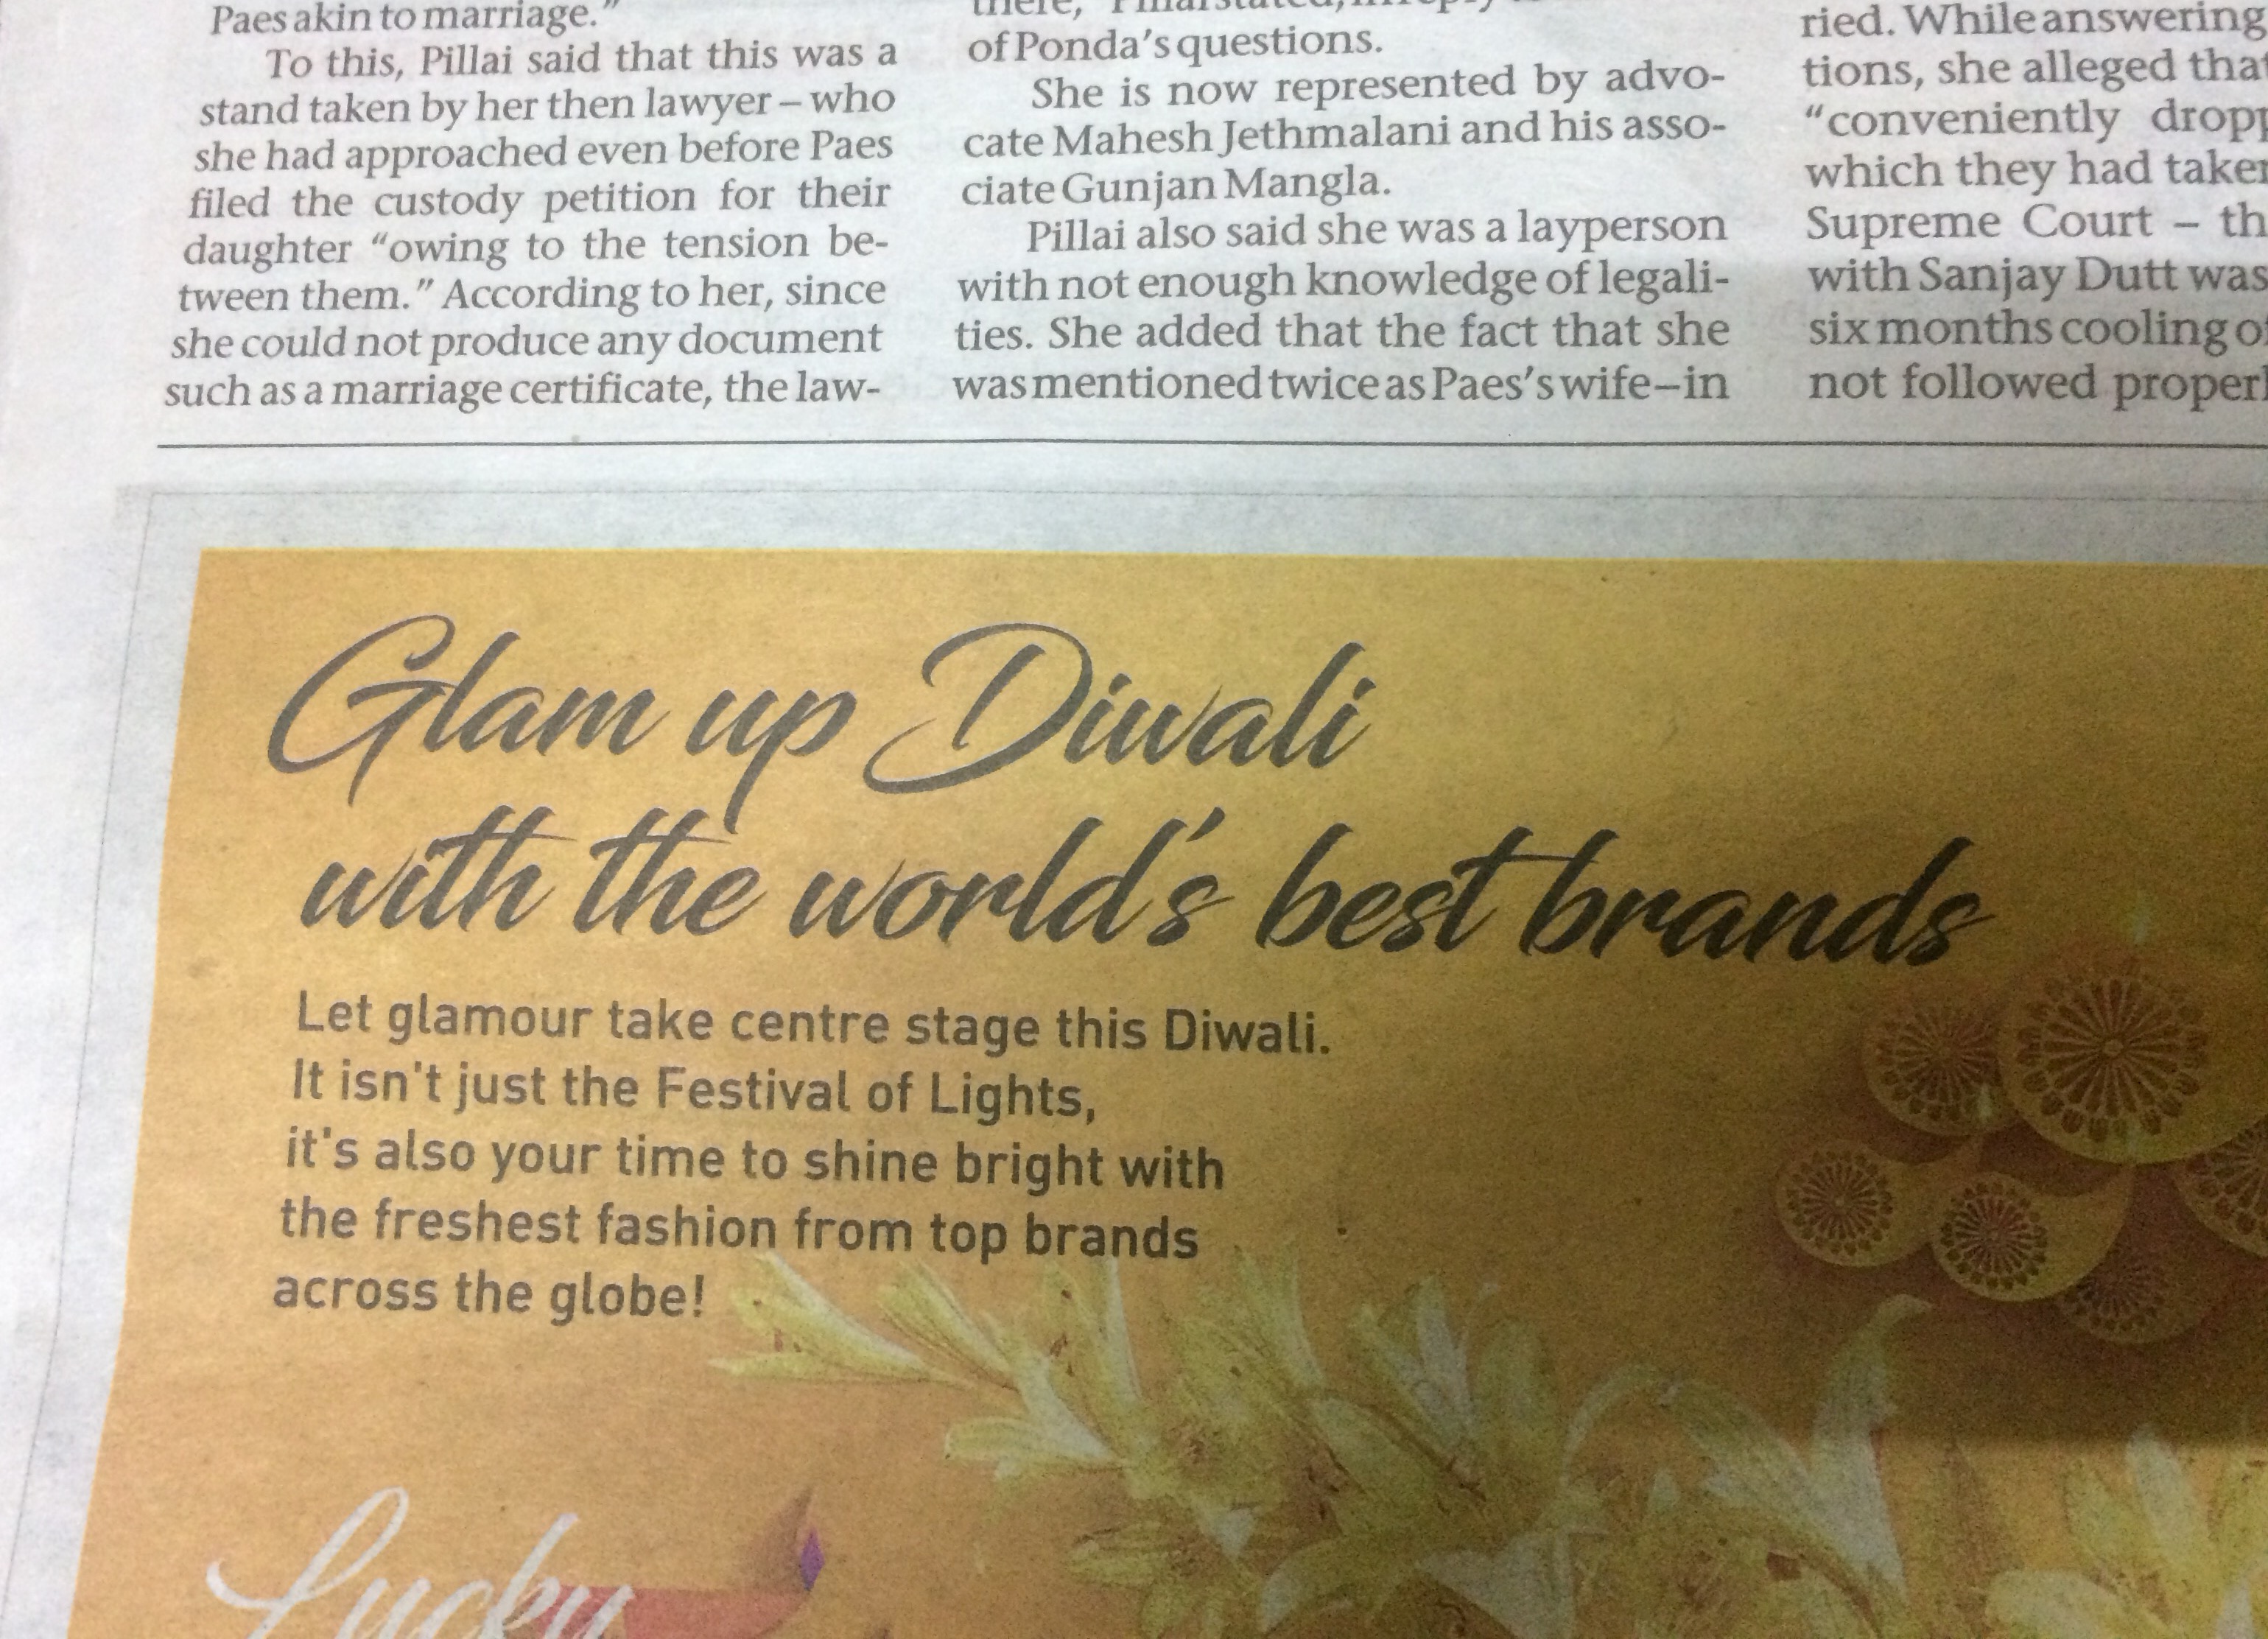 Paes akin to marriage.”
To this, Pillai said that this was a
stand taken by her then lawyer – who
she had approached even before Paes
filed the custody petition for their
daughter “owing to the tension be-
tween them.” According to her, since
she could not produce any document
such as a marriage certificate, the law-
of Ponda’s questions.
She is now represented by advo-
cate Mahesh Jethmalani and his asso-
ciate Gunjan Mangla.
Pillai also said she was a layperson
with not enough knowledge of legali-
ties. She added that the fact that she
was mentioned twice as Paes’s wife – in
ried. While answering
tions, she alleged that
“conveniently
which they had taken
Supreme Court –
with Sanjay Dutt was
six months cooling
not followed
Glam up Diwali
with the world's best brands
Let glamour take centre stage this Diwali.
It isn't just the Festival of Lights,
it's also your time to shine bright with
the freshest fashion from top brands
across the globe!
Lucky